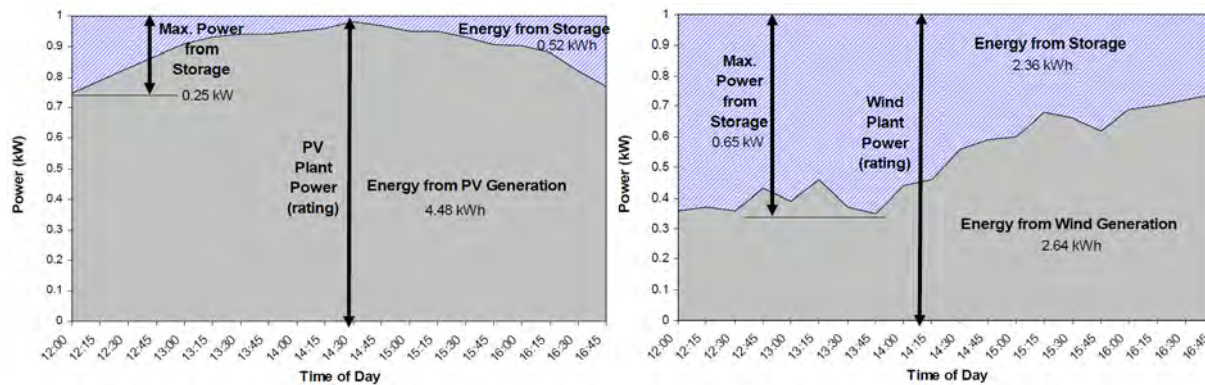 1
0.9
0.8
0.7
0.6
0.5
0.4
0.3
0.2
0.1
0
Power (kW)
Max. Power
from
Storage
0.25 kW
Energy from Storage
0.52 kWh
PV
Plant
Power
(rating)
Energy from PV Generation
4.48 kWh
12:00
12:15
12:30
12:45
13:00
13:15
13:30
13:45
14:00
14:15
14:30
14:45
15:00
15:15
15:30
15:45
16:00
16:15
16:30
16:45
Time of Day
1
0.9
0.8
0.7
0.6
0.5
0.4
0.3
0.2
0.1
0
Power (kW)
Max.
Power
from
Storage
0.65 kW
Energy from Storage
2.36 kWh
Wind
Plant
Power
(rating)
Energy from Wind Generation
2.64 kWh
12:00
12:15
12:30
12:45
13:00
13:15
13:30
13:45
14:00
14:15
14:30
14:45
15:00
15:15
15:30
15:45
16:00
16:15
16:30
16:45
Time of Day